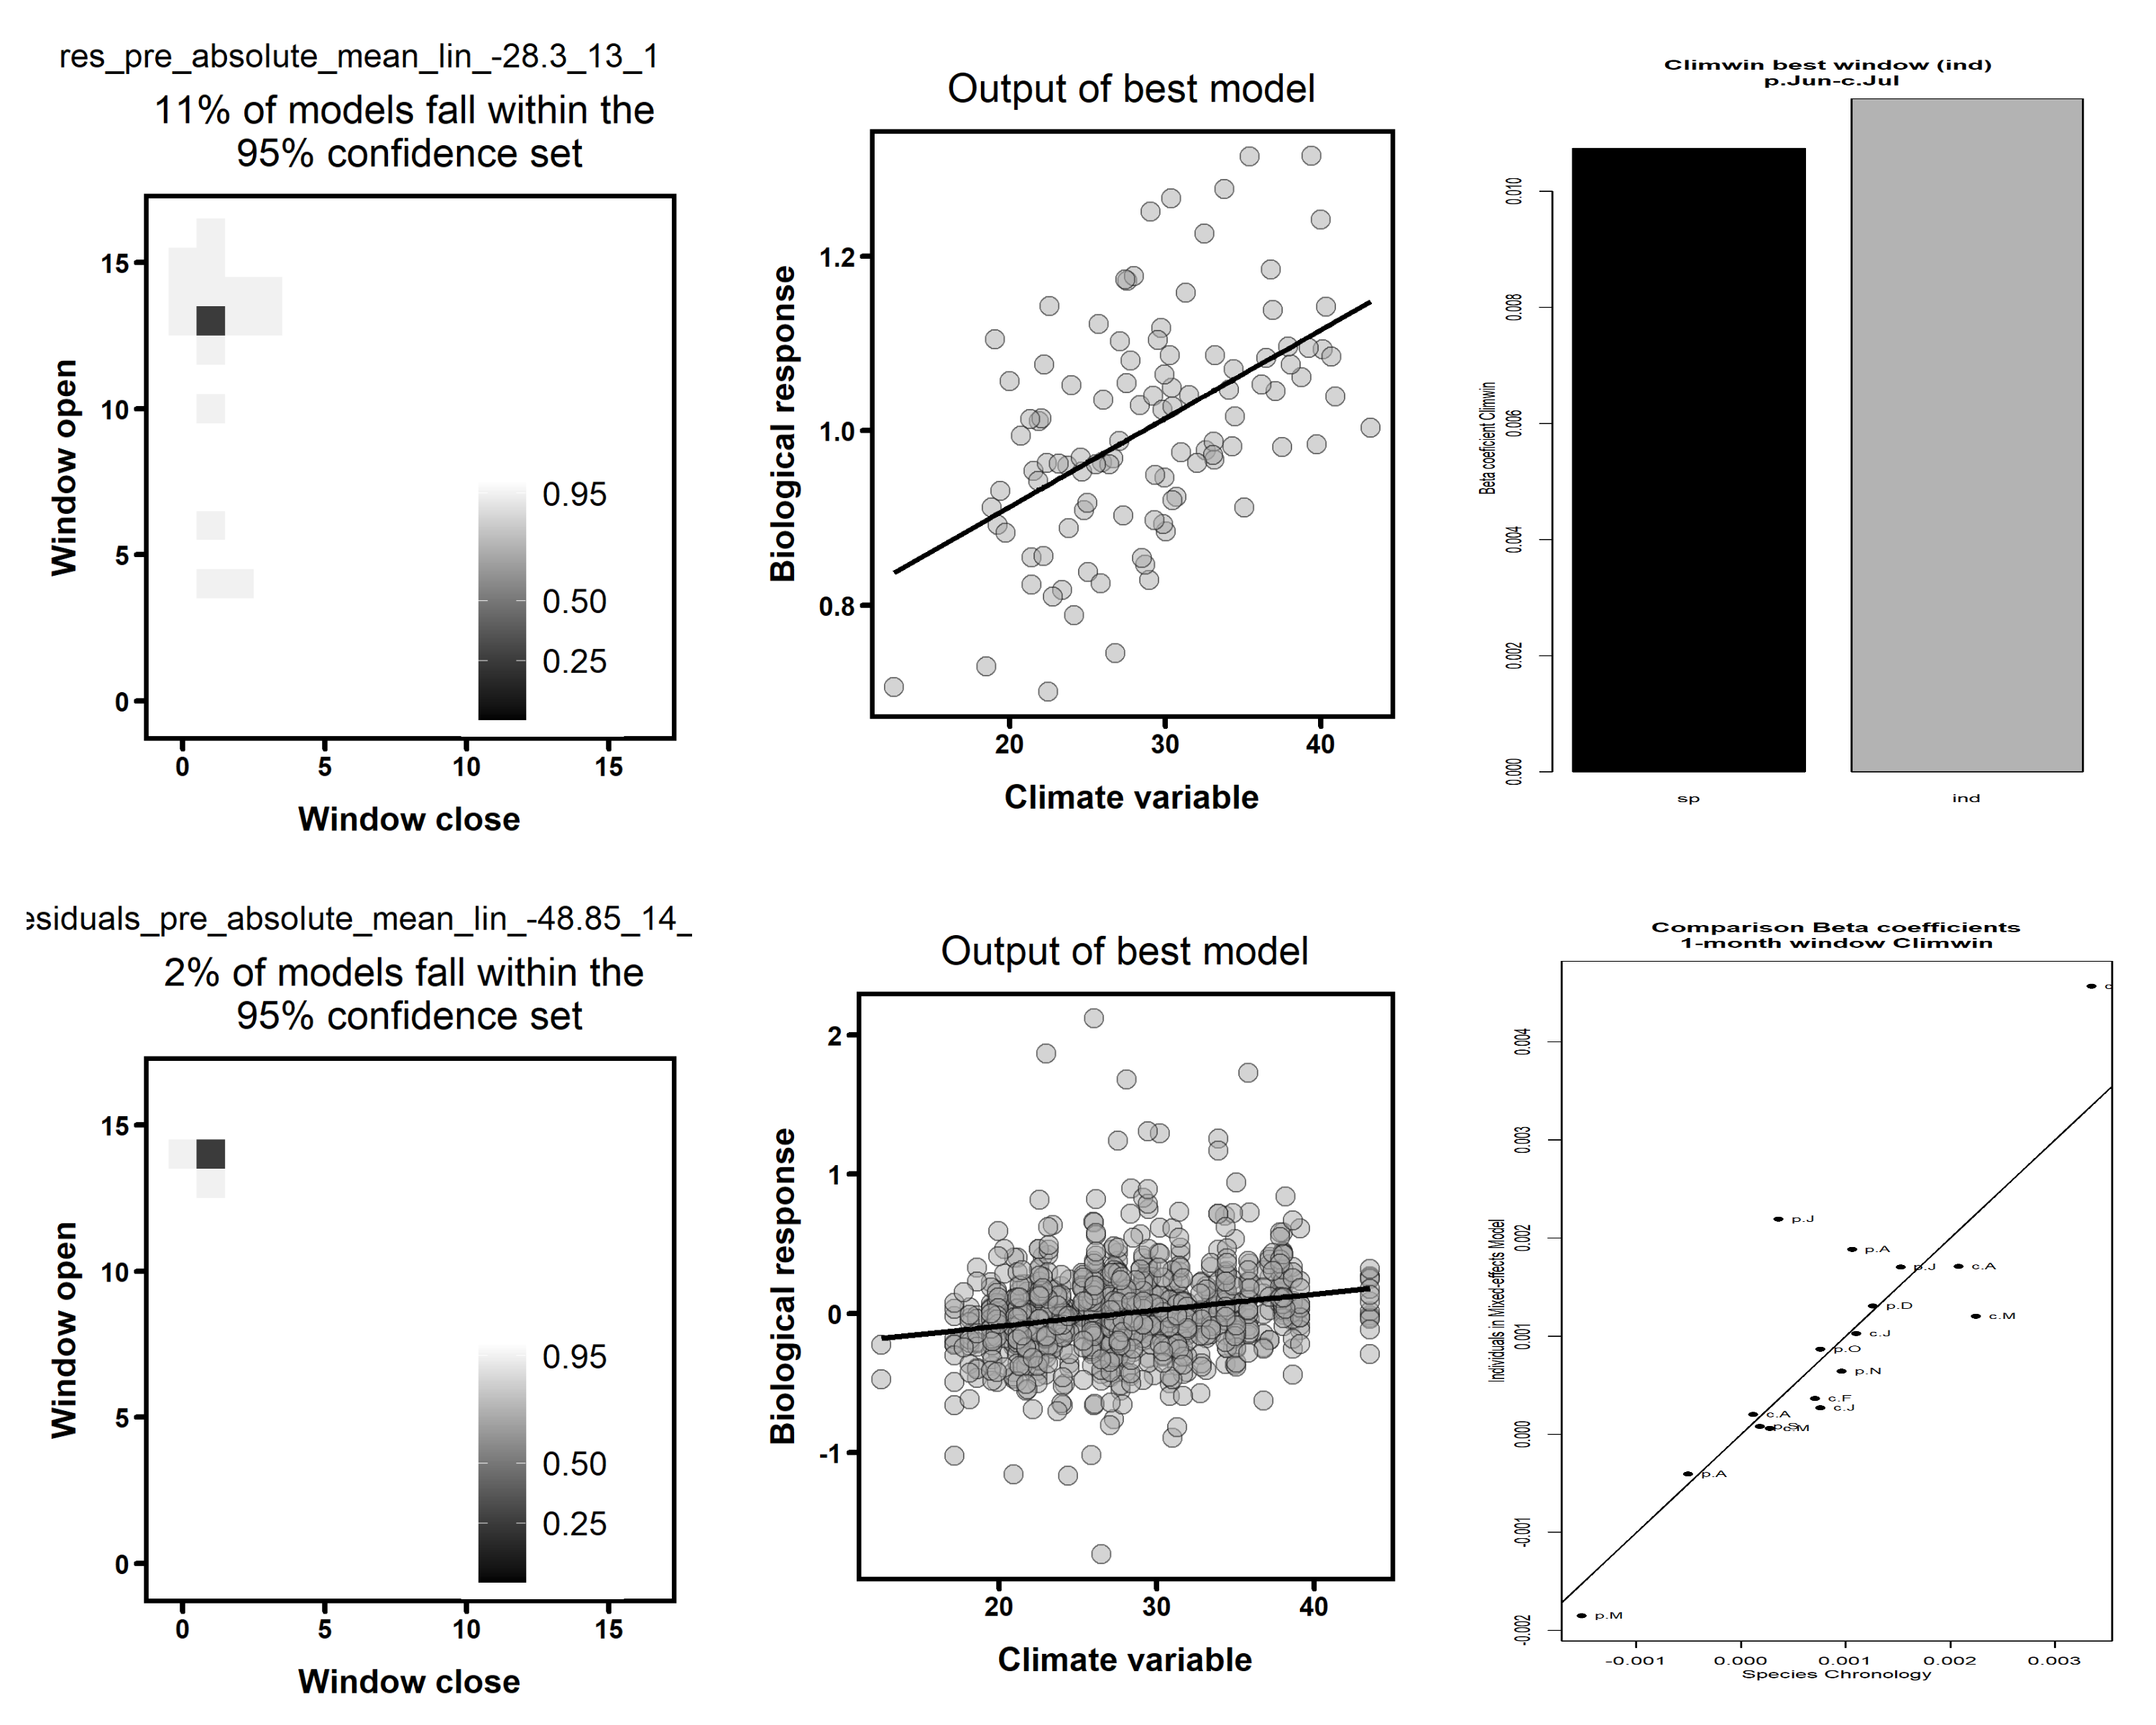 res_pre_absolute_mean_lin_-28.3_13_1
11% of models fall within the
95% confidence set
Window open
15
10
5
0
0.95
0.50
0.25
0
5
10
15
Window close
Output of best model
Biological response
1.2
1.0
0.8
20
30
40
Climate variable
Climwin best window (ind)
p.Jun-c.Jul
Beta coeficient Climwin
0.010
0.008
0.006
0.004
0.002
0.000
sp
ind
esiduals_pre_absolute_mean_lin_-48.85_14_
2% of models fall within the
95% confidence set
Window open
15
10
5
0
0.95
0.50
0.25
0
5
10
15
Window close
Output of best model
Biological response
2
1
0
-1
20
30
40
Climate variable
Comparison Beta coefficients
1-month window Climwin
Individuals in Mixed-effects Model
0.004
0.003
0.002
0.001
0.000
-0.001
-0.002
c
p.J
p.A
p.J
c.A
p.D
c.M
c.J
p.O
p.N
c.F
c.J
c.A
p.S
c.M
p.A
p.M
-0.001
0.000
0.001
0.002
0.003
Species Chronology